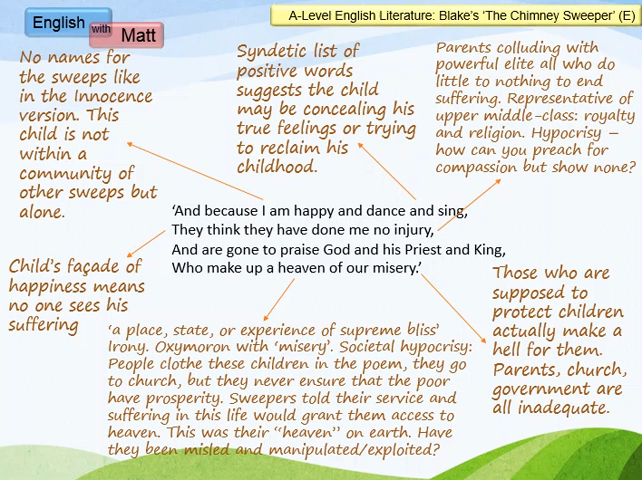 English
with
Matt
A-Level English Literature: Blake's 'The Chimney Sweeper' (E)
No names for
the sweeps like
in the Innocence
version. This
child is not
within a
community of
other sweeps but
alone.
Syndetic list of
positive words
suggests the child
may be concealing his
true feelings or trying
to reclaim his
childhood.
Parents colluding with
powerful elite all who do
little to nothing to end
suffering. Representative of
upper middle-class: royalty
and religion. Hypocrisy –
how can you preach for
compassion but show none?
'And because I am happy and dance and sing,
They think they have done me no injury,
And are gone to praise God and his Priest and King,
Who make up a heaven of our misery.'
Child's façade of
happiness means
no one sees his
suffering
'a place, state, or experience of supreme bliss'
Irony. Oxymoron with 'misery'. Societal hypocrisy:
People clothe these children in the poem, they go
to church, but they never ensure that the poor
have prosperity. Sweepers told their service and
suffering in this life would grant them access to
heaven. This was their "heaven" on earth. Have
they been misled and manipulated/exploited?
Those who are
supposed to
protect children
actually make a
hell for them.
Parents, church,
government are
all inadequate.